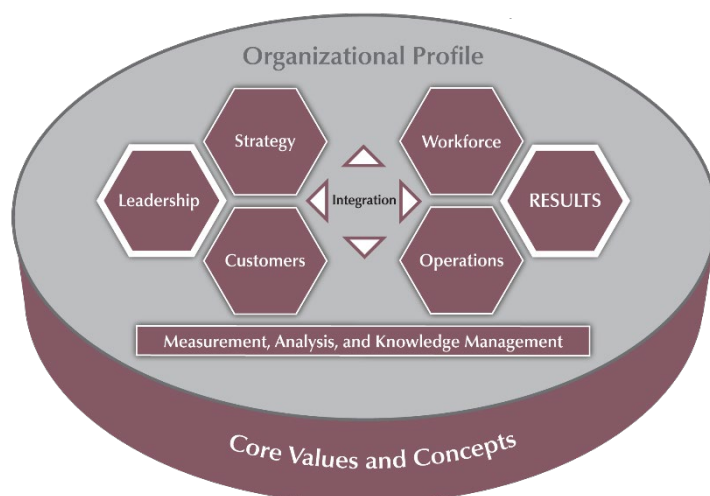 Organizational Profile
Strategy
Workforce
Leadership
Integration
RESULTS
Customers
Operations
Measurement, Analysis, and Knowledge Management
Core Values and Concepts